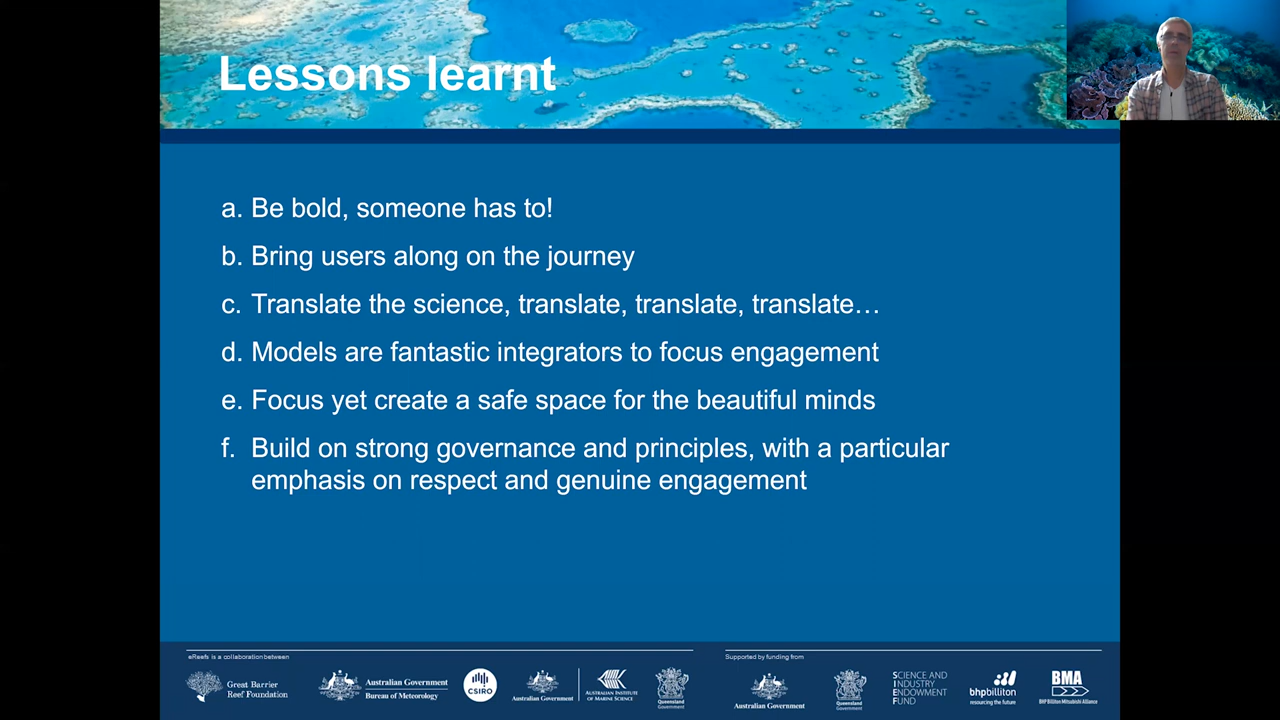 Lessons learnt
a. Be bold, someone has to!
b. Bring users along on the journey
c. Translate the science, translate, translate, translate…
d. Models are fantastic integrators to focus engagement
e. Focus yet create a safe space for the beautiful minds
f. Build on strong governance and principles, with a particular
emphasis on respect and genuine engagement
eReefs is a collaboration between
Great Barrier
Reef Foundation
Australian Government
Bureau of Meteorology
CSIRO
Australian Government
AUSTRALIAN INSTITUTE
OF MARINE SCIENCE
Queensland
Government
Supported by funding from
Australian Government
Queensland
Government
SCIENCE AND
INDUSTRY
ENDOWMENT
FUND
bhpbilliton
resourcing the future
BMA
BHP Billiton Mitsubishi Alliance